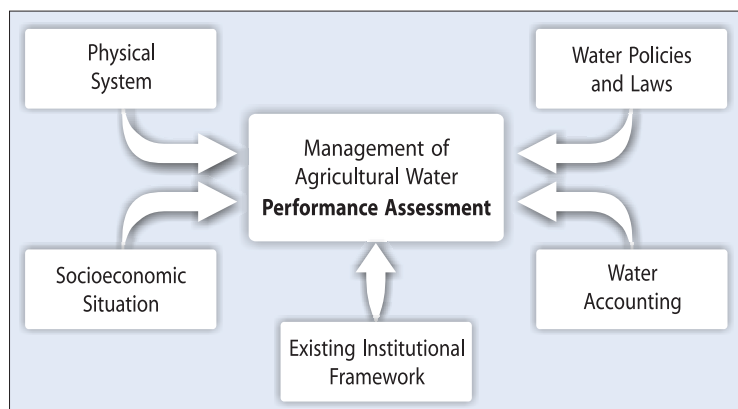 Physical
System
Water Policies
and Laws
Management of
Agricultural Water
Performance Assessment
Socioeconomic
Situation
Water
Accounting
Existing Institutional
Framework